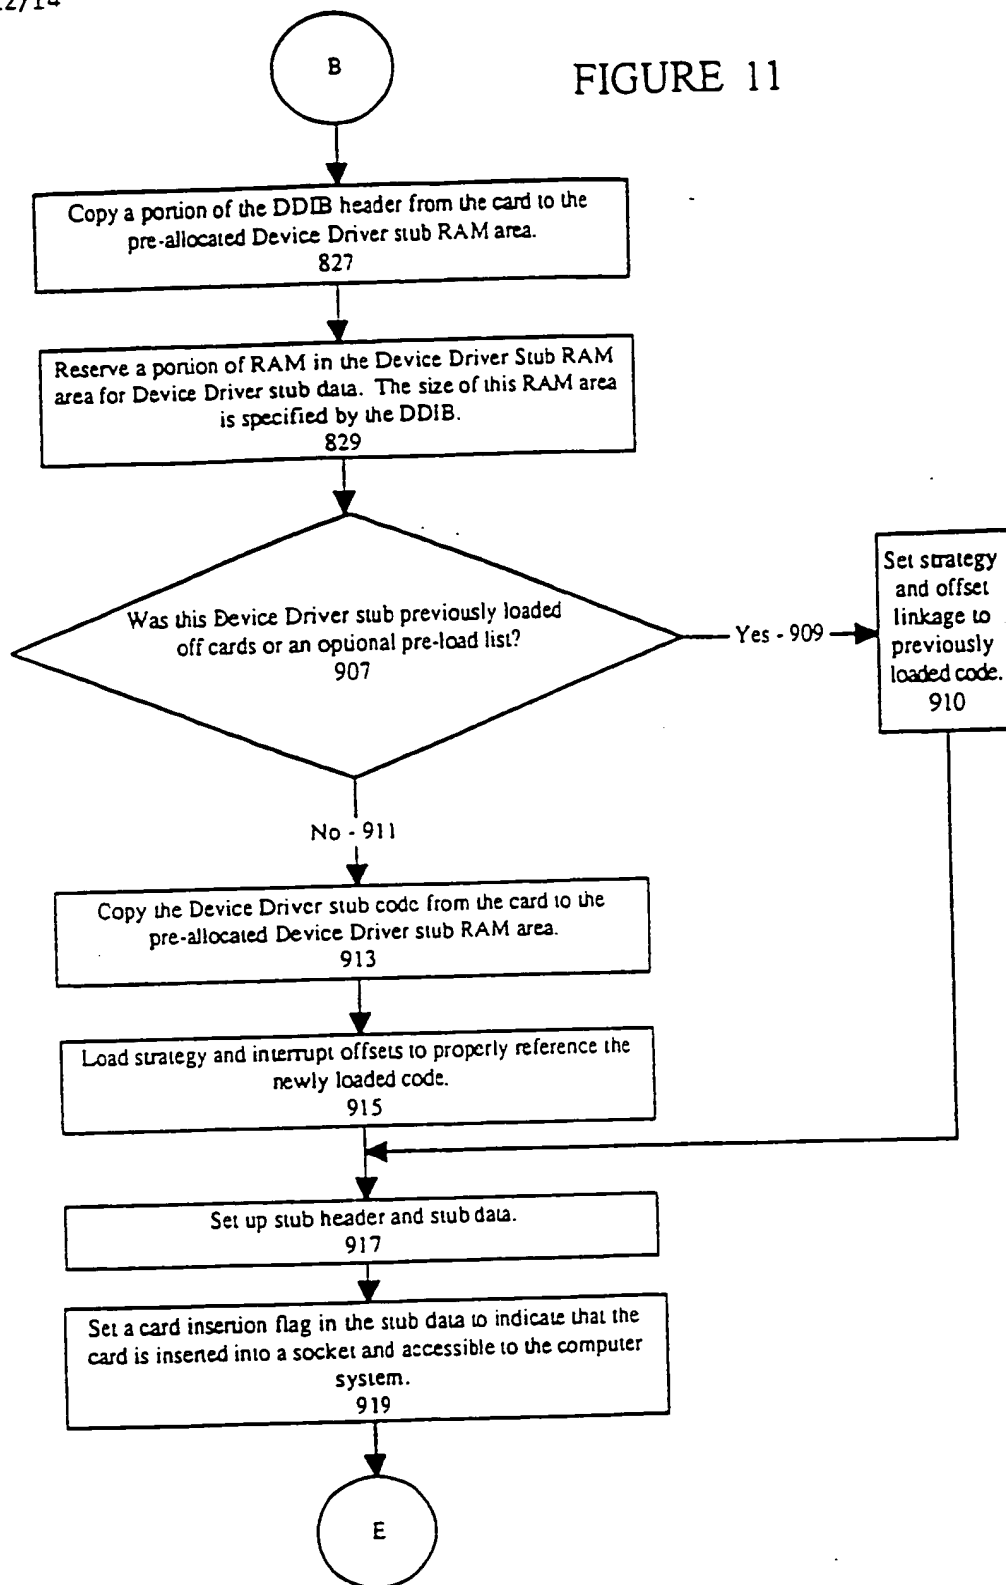 12/14
B
FIGURE 11
Copy a portion of the DDIB header from the card to the
pre-allocated Device Driver stub RAM area.
827
Reserve a portion of RAM in the Device Driver Stub RAM
area for Device Driver stub data. The size of this RAM area
is specified by the DDIB.
829
Was this Device Driver stub previously loaded
off cards or an optional pre-load list?
907
Yes - 909
Set strategy
and offset
linkage to
previously
loaded code.
910
No - 911
Copy the Device Driver stub code from the card to the
pre-allocated Device Driver stub RAM area.
913
Load strategy and interrupt offsets to properly reference the
newly loaded code.
915
Set up stub header and stub data.
917
Set a card insertion flag in the stub data to indicate that the
card is inserted into a socket and accessible to the computer
system.
919
E